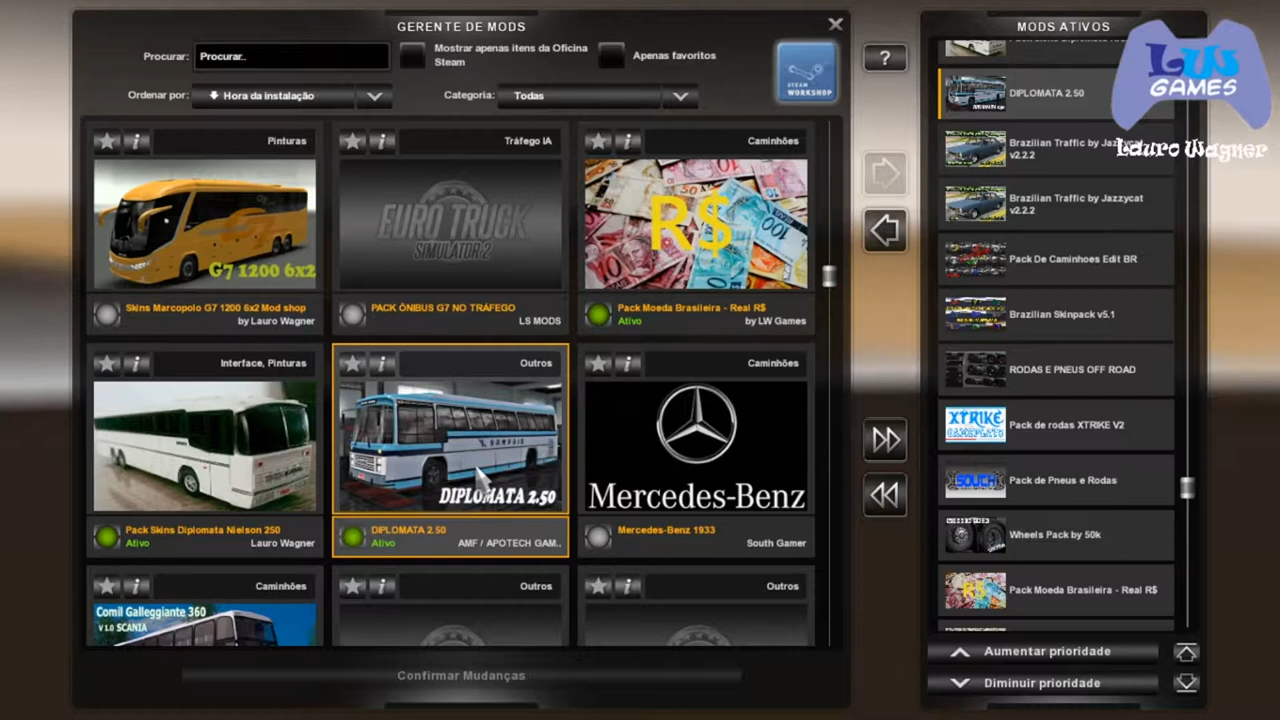 GERENTE DE MODS
Procurar:
Procurar..
Mostrar apenas itens da Oficina
Steam
Apenas favoritos
STEAM
WORKSHOP
Ordenar por:
Hora da instalação
Categoria:
Todas
Pinturas
G7 1200 6x2
Skins Marcopolo G7 1200 6x2 Mod shop
by Lauro Wagner
Tráfego IA
EURO TRUCK
SIMULATOR 2
PACK ÔNIBUS G7 NO TRÁFEGO
LS MODS
Caminhões
R$
Pack Moeda Brasileira - Real R$
Ativo
by LW Games
Interface, Pinturas
Pack Skins Diplomata Nielson 250
Ativo
Lauro Wagner
Outros
DIPLOMATA 2.50
DIPLOMATA 2.50
Ativo
AMF / APOTECH GAM..
Caminhões
Mercedes-Benz
Mercedes-Benz 1933
South Gamer
Caminhões
Comil Galleggiante 360
V 1.0 SCANIA
Outros
Outros
Confirmar Mudanças
?
MODS ATIVOS
DIPLOMATA 2.50
Brazilian Traffic by Jazzycat
v2.2.2
Brazilian Traffic by Jazzycat
v2.2.2
Pack De Caminhoes Edit BR
Brazilian Skinpack v5.1
RODAS E PNEUS OFF ROAD
XTRIKE
Pack de rodas XTRIKE V2
SOUTH
Pack de Pneus e Rodas
Wheels Pack by 50k
R$
Pack Moeda Brasileira - Real R$
Aumentar prioridade
Diminuir prioridade
LW
GAMES
Lauro Wagner